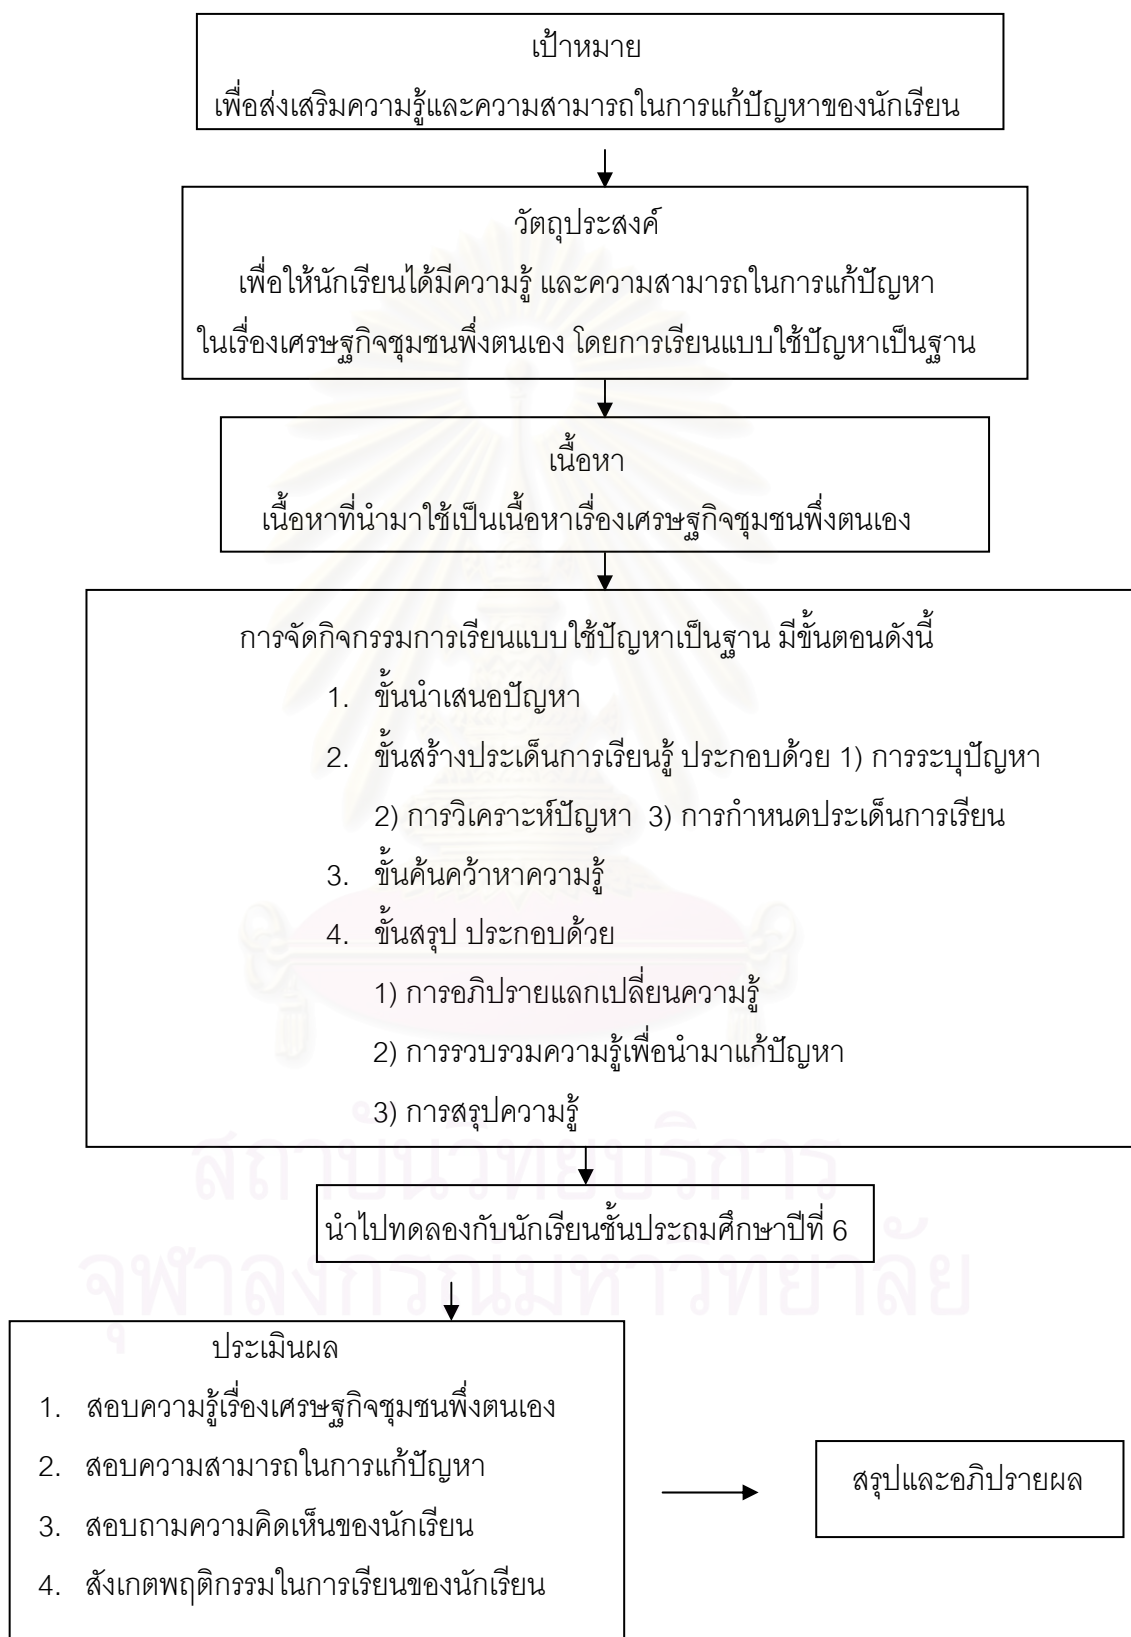 เป้าหมาย
เพื่อส่งเสริมความรู้และความสามารถในการแก้ปัญหาของนักเรียน
วัตถุประสงค์
เพื่อให้นักเรียนได้มีความรู้ และความสามารถในการแก้ปัญหา
ในเรื่องเศรษฐกิจชุมชนพึ่งตนเอง โดยการเรียนแบบใช้ปัญหาเป็นฐาน
เนื้อหา
เนื้อหาที่นำมาใช้เป็นเนื้อหาเรื่องเศรษฐกิจชุมชนพึ่งตนเอง
การจัดกิจกรรมการเรียนแบบใช้ปัญหาเป็นฐาน มีขั้นตอนดังนี้
1. ขั้นนำเสนอปัญหา
2. ขั้นสร้างประเด็นการเรียนรู้ ประกอบด้วย 1) การระบุปัญหา
2) การวิเคราะห์ปัญหา 3) การกำหนดประเด็นการเรียน
3. ขั้นค้นคว้าหาความรู้
4. ขั้นสรุป ประกอบด้วย
1) การอภิปรายแลกเปลี่ยนความรู้
2) การรวบรวมความรู้เพื่อนำมาแก้ปัญหา
3) การสรุปความรู้
สถาบันวิทยบริการ
นำไปทดลองกับนักเรียนชั้นประถมศึกษาปีที่ 6
จุฬาลงกรณ์มหาวิทยาลัย
ประเมินผล
1. สอบความรู้เรื่องเศรษฐกิจชุมชนพึ่งตนเอง
2. สอบความสามารถในการแก้ปัญหา
3. สอบถามความคิดเห็นของนักเรียน
4. สังเกตพฤติกรรมในการเรียนของนักเรียน
สรุปและอภิปรายผล